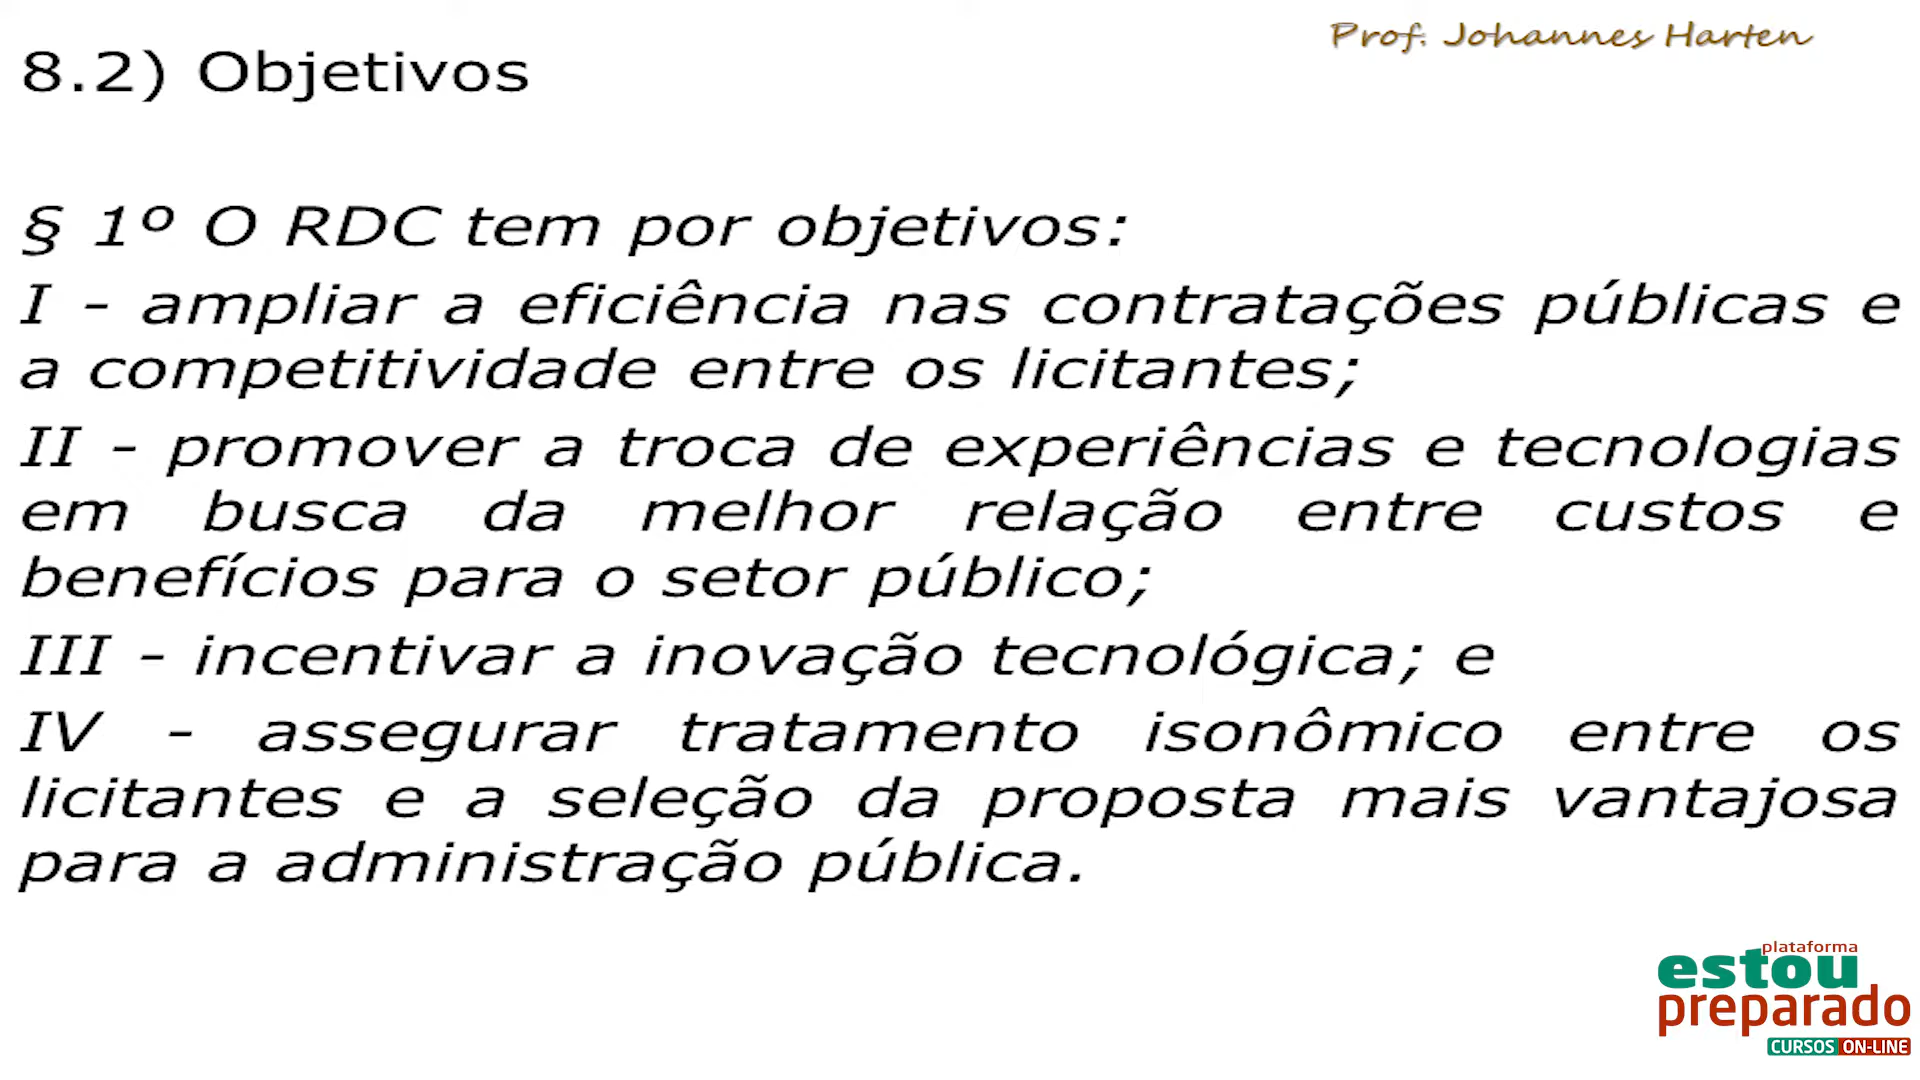 Prof. Johannes Harten
8.2) Objetivos
§ 1º O RDC tem por objetivos:
I - ampliar a eficiência nas contratações públicas e
a competitividade entre os licitantes;
II - promover a troca de experiências e tecnologias
em busca da melhor relação entre custos e
benefícios para o setor público;
III - incentivar a inovação tecnológica; e
IV - assegurar tratamento isonômico entre os
licitantes e a seleção da proposta mais vantajosa
para a administração pública.
plataforma
estou
preparado
CURSOS ON-LINE